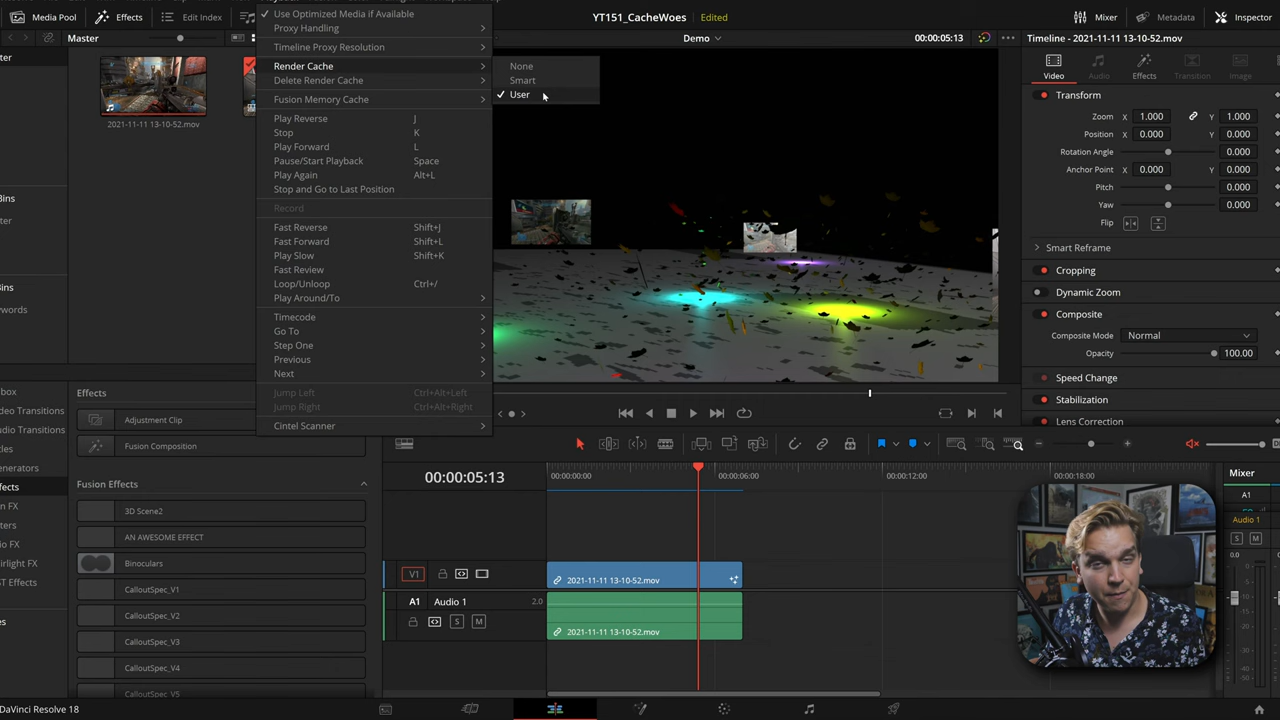 Media Pool
Effects
Edit Index
YT151_CacheWoes
Edited
Mixer
Metadata
Inspector
Master
Demo
00:00:05:13
Timeline - 2021-11-11 13-10-52.mov
Use Optimized Media if Available
Proxy Handling
Timeline Proxy Resolution
Render Cache
Delete Render Cache
Fusion Memory Cache
Play Reverse J
Stop K
Play Forward L
Pause/Start Playback Space
Play Again Alt+L
Stop and Go to Last Position
Record
Fast Reverse Shift+J
Fast Forward Shift+L
Play Slow Shift+K
Fast Review
Loop/Unloop Ctrl+/
Play Around/To
Timecode
Go To
Step One
Previous
Next
Jump Left Ctrl+Alt+Left
Jump Right Ctrl+Alt+Right
Cintel Scanner
None
Smart
User
2021-11-11 13-10-52.mov
Bins
Bins
Video
Audio
Effects
Transition
Image
Transform
Zoom X 1.000 Y 1.000
Position X 0.000 Y 0.000
Rotation Angle 0.000
Anchor Point X 0.000 Y 0.000
Pitch 0.000
Yaw 0.000
Flip
Smart Reframe
Cropping
Dynamic Zoom
Composite
Composite Mode Normal
Opacity 100.00
Speed Change
Stabilization
Lens Correction
Effects
Adjustment Clip
Fusion Composition
Fusion Effects
3D Scene2
AN AWESOME EFFECT
Binoculars
CalloutSpec_V1
CalloutSpec_V2
CalloutSpec_V3
CalloutSpec_V4
CalloutSpec_V5
00:00:05:13
00:00:00:00
00:00:06:00
00:00:12:00
00:00:18:00
V1
2021-11-11 13-10-52.mov
A1 Audio 1 2.0
S M
2021-11-11 13-10-52.mov
Mixer
A1
Audio 1
S M
0.0
DaVinci Resolve 18